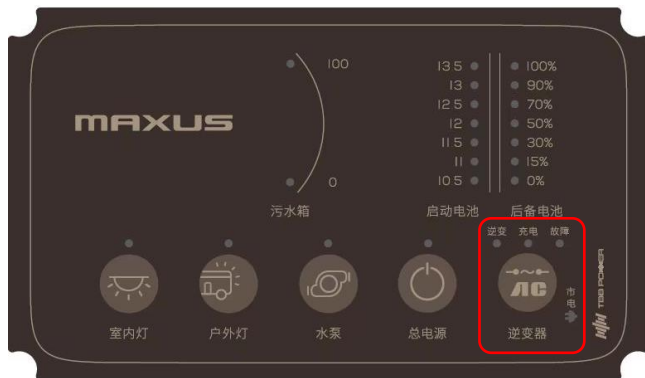 MAXUS
100
0
污水箱
13 5
13
12 5
12
11 5
11
10 5
启动电池
100%
90%
70%
50%
30%
15%
0%
后备电池
逆变 充电 故障
AC
市电
室内灯
户外灯
水泵
总电源
逆变器
TBB POWER